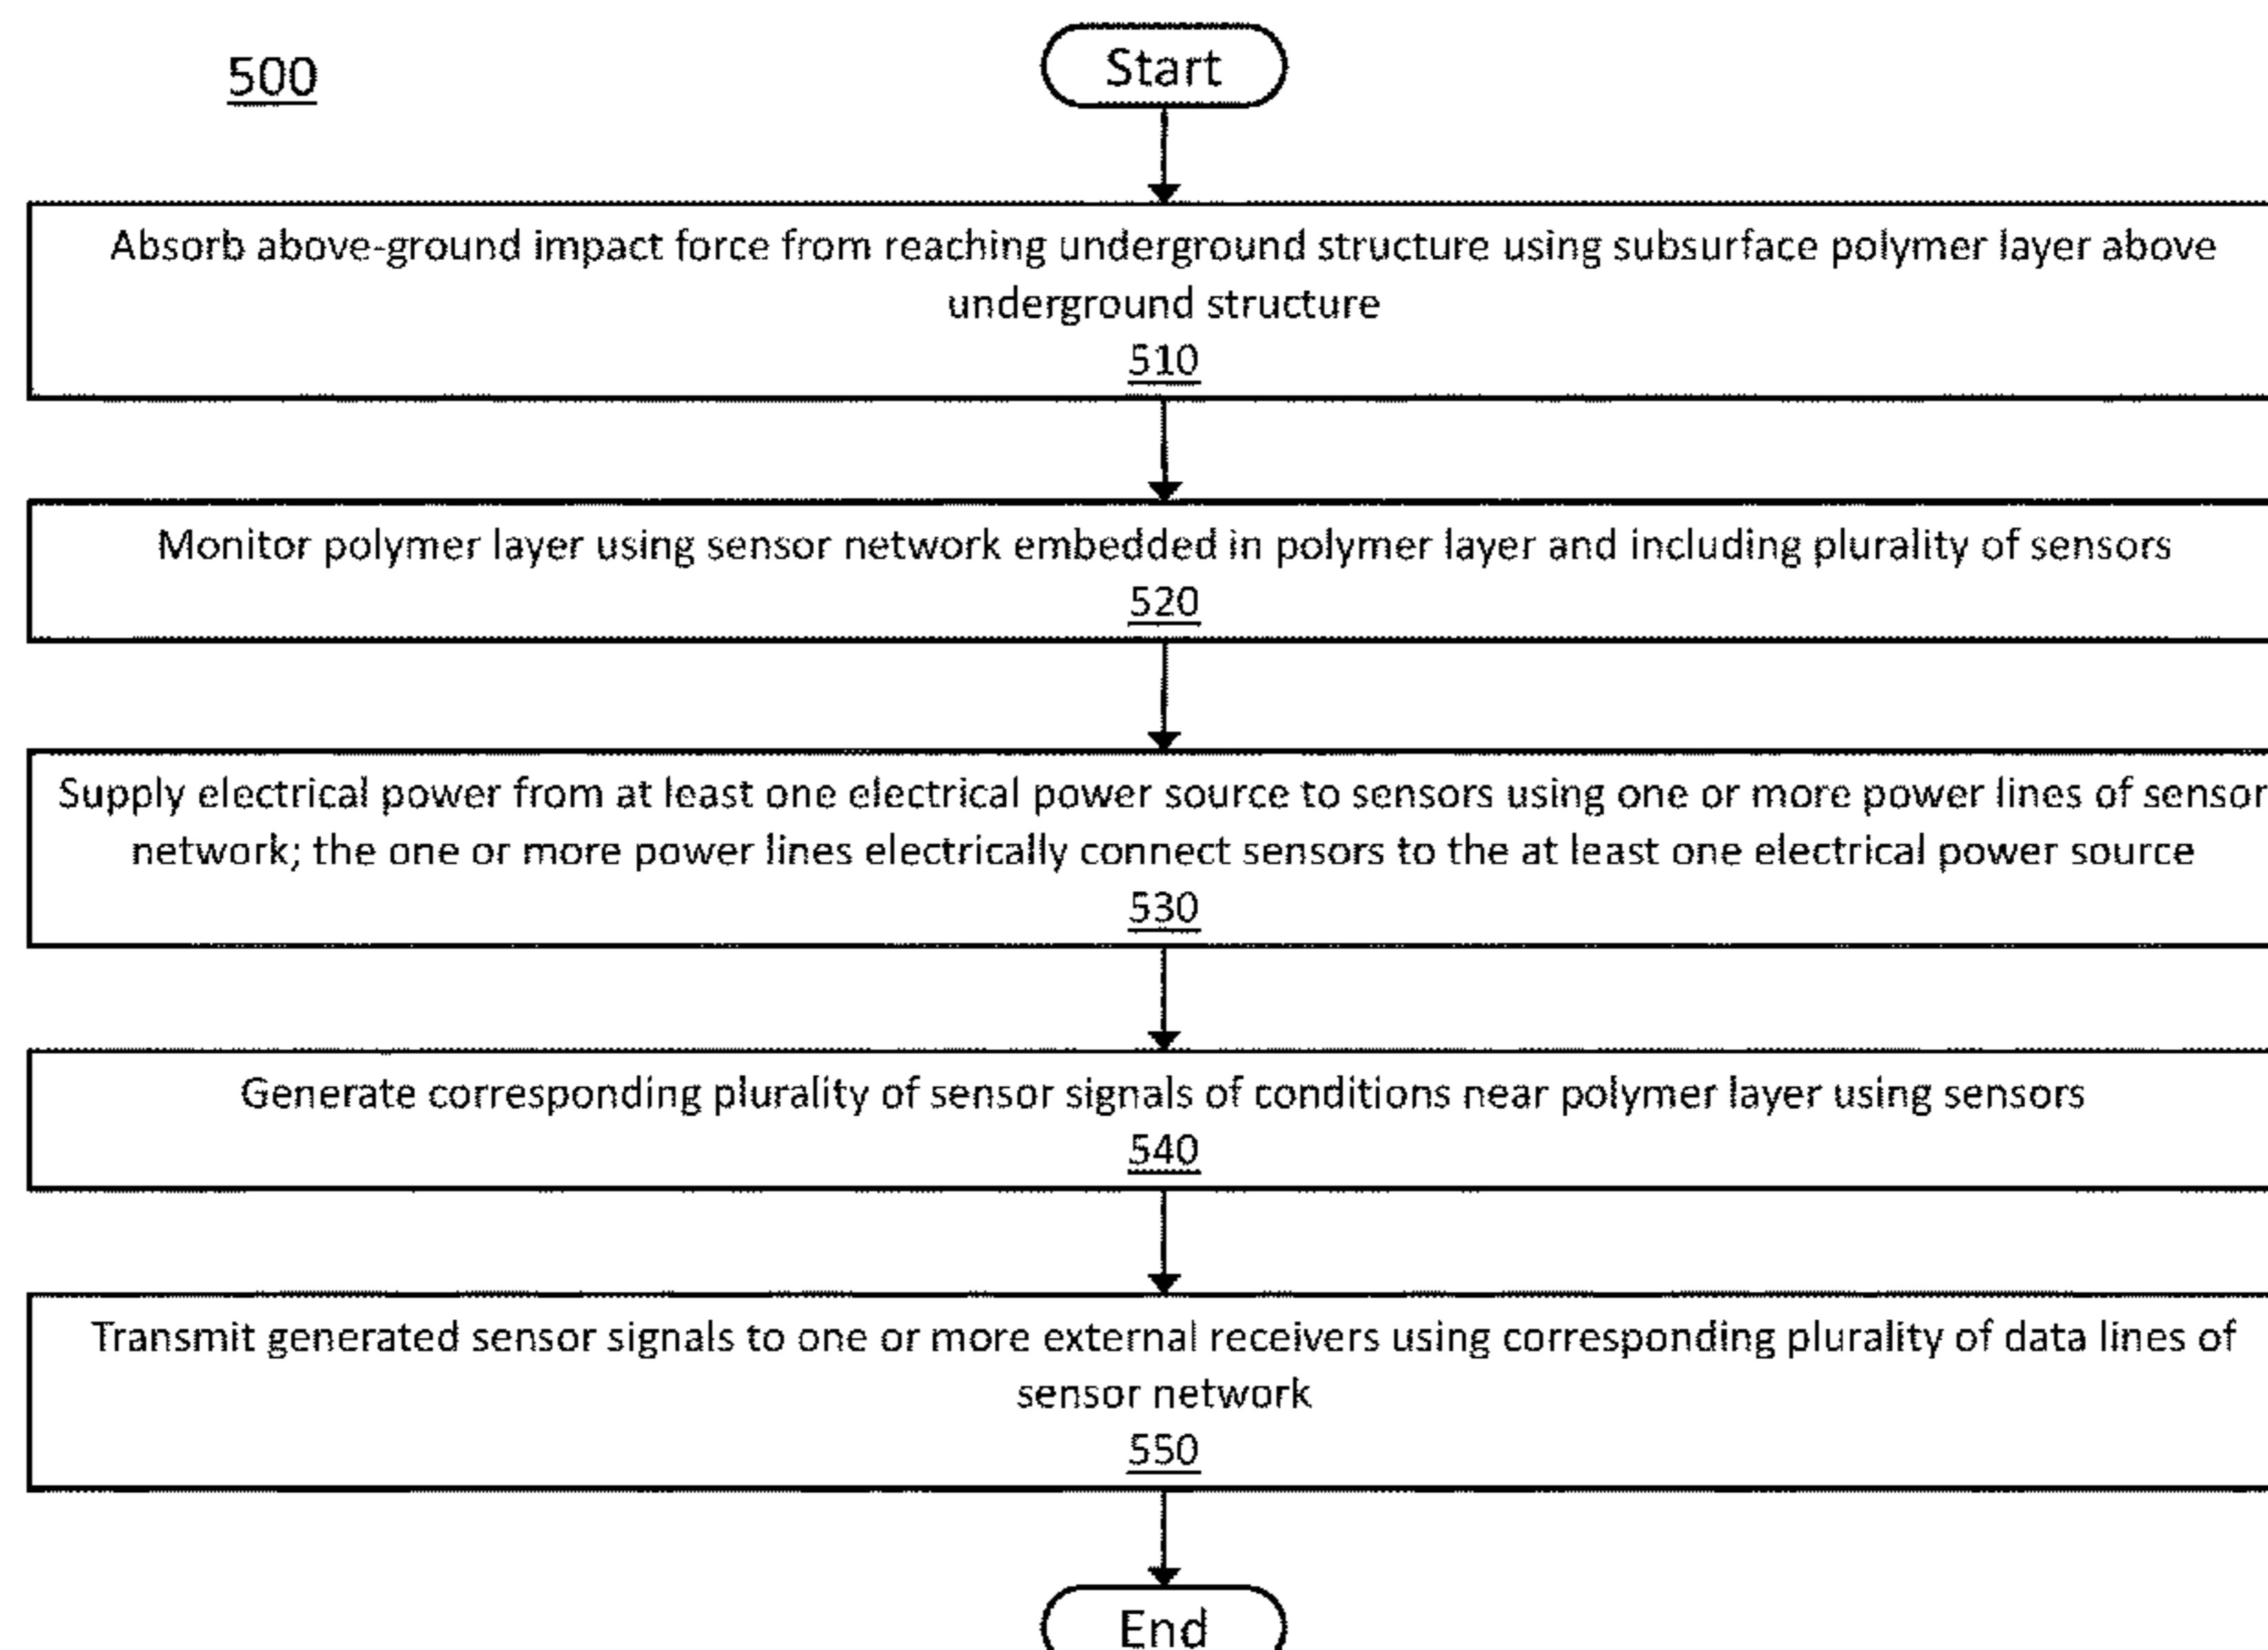 500
Start
Absorb above-ground impact force from reaching underground structure using subsurface polymer layer above
underground structure
510
Monitor polymer layer using sensor network embedded in polymer layer and including plurality of sensors
520
Supply electrical power from at least one electrical power source to sensors using one or more power lines of sensor
network; the one or more power lines electrically connect sensors to the at least one electrical power source
530
Generate corresponding plurality of sensor signals of conditions near polymer layer using sensors
540
Transmit generated sensor signals to one or more external receivers using corresponding plurality of data lines of
sensor network
550
End